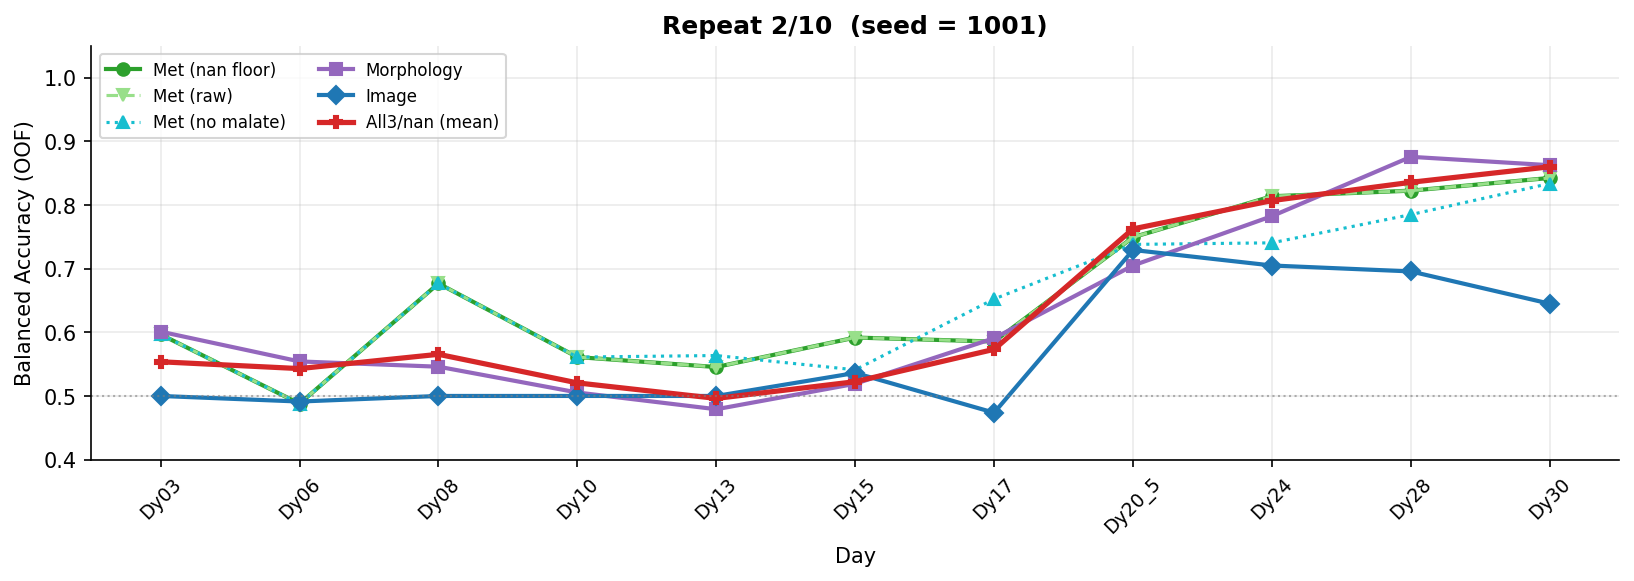 Repeat 2/10 (seed = 1001)
Met (nan floor)
Met (raw)
Met (no malate)
Morphology
Image
All3/nan (mean)
Balanced Accuracy (OOF)
1.0
0.9
0.8
0.7
0.6
0.5
0.4
Dy03
Dy06
Dy08
Dy10
Dy13
Dy15
Dy17
Dy20_5
Dy24
Dy28
Dy30
Day